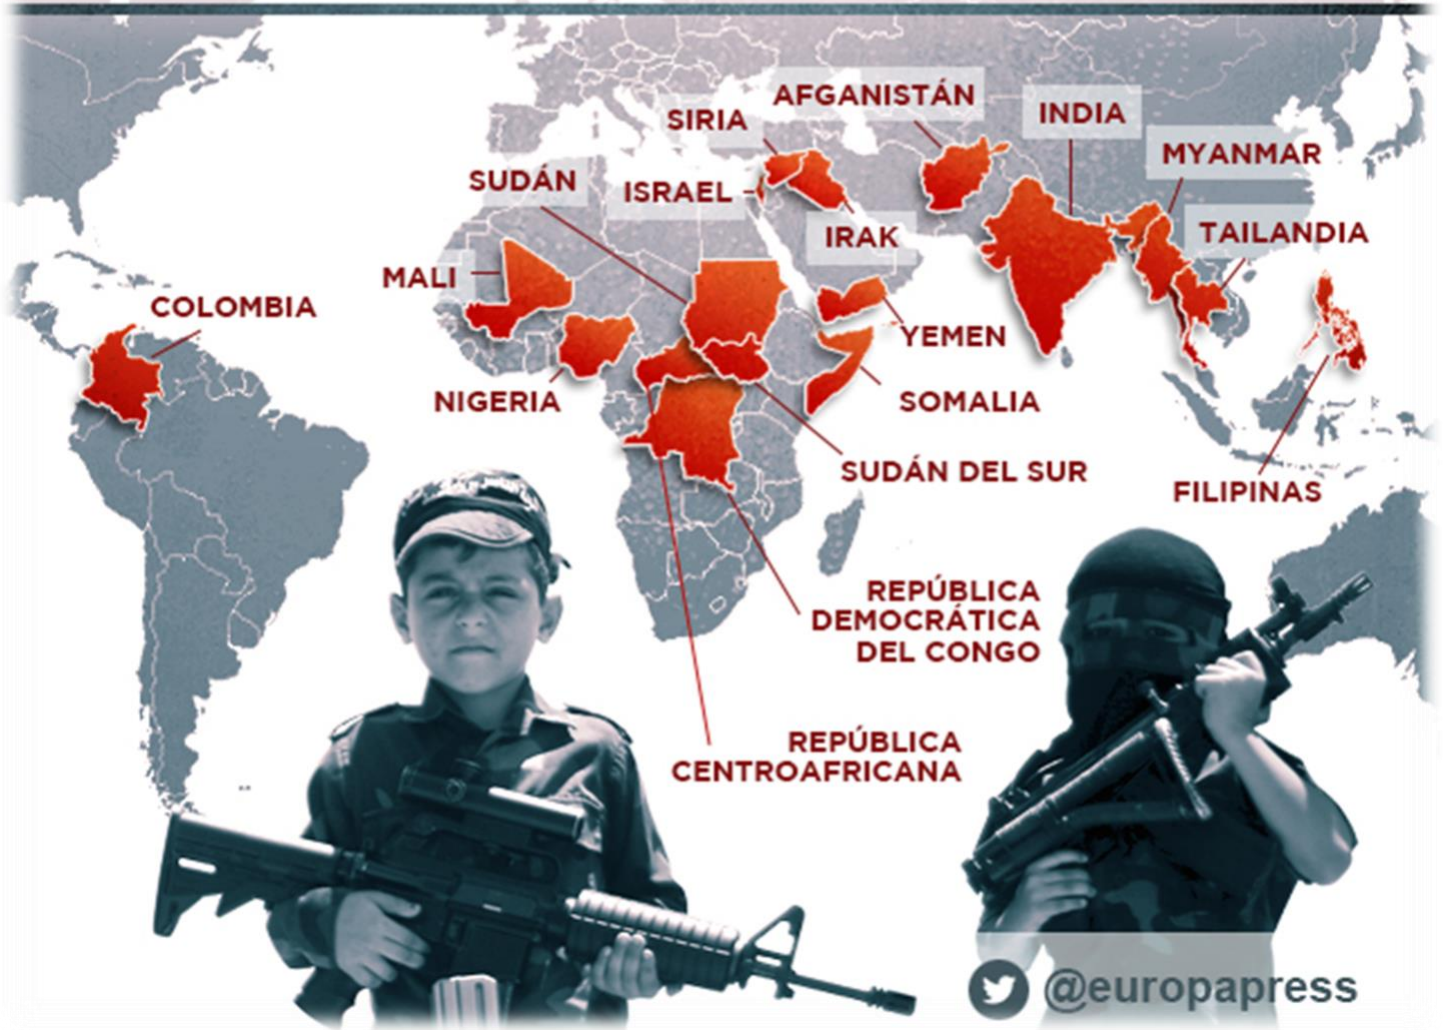 AFGANISTÁN
SIRIA
INDIA
MYANMAR
SUDÁN
ISRAEL
IRAK
TAILANDIA
MALI
COLOMBIA
YEMEN
NIGERIA
SOMALIA
SUDÁN DEL SUR
FILIPINAS
REPÚBLICA
DEMOCRÁTICA
DEL CONGO
REPÚBLICA
CENTROAFRICANA
@europapress